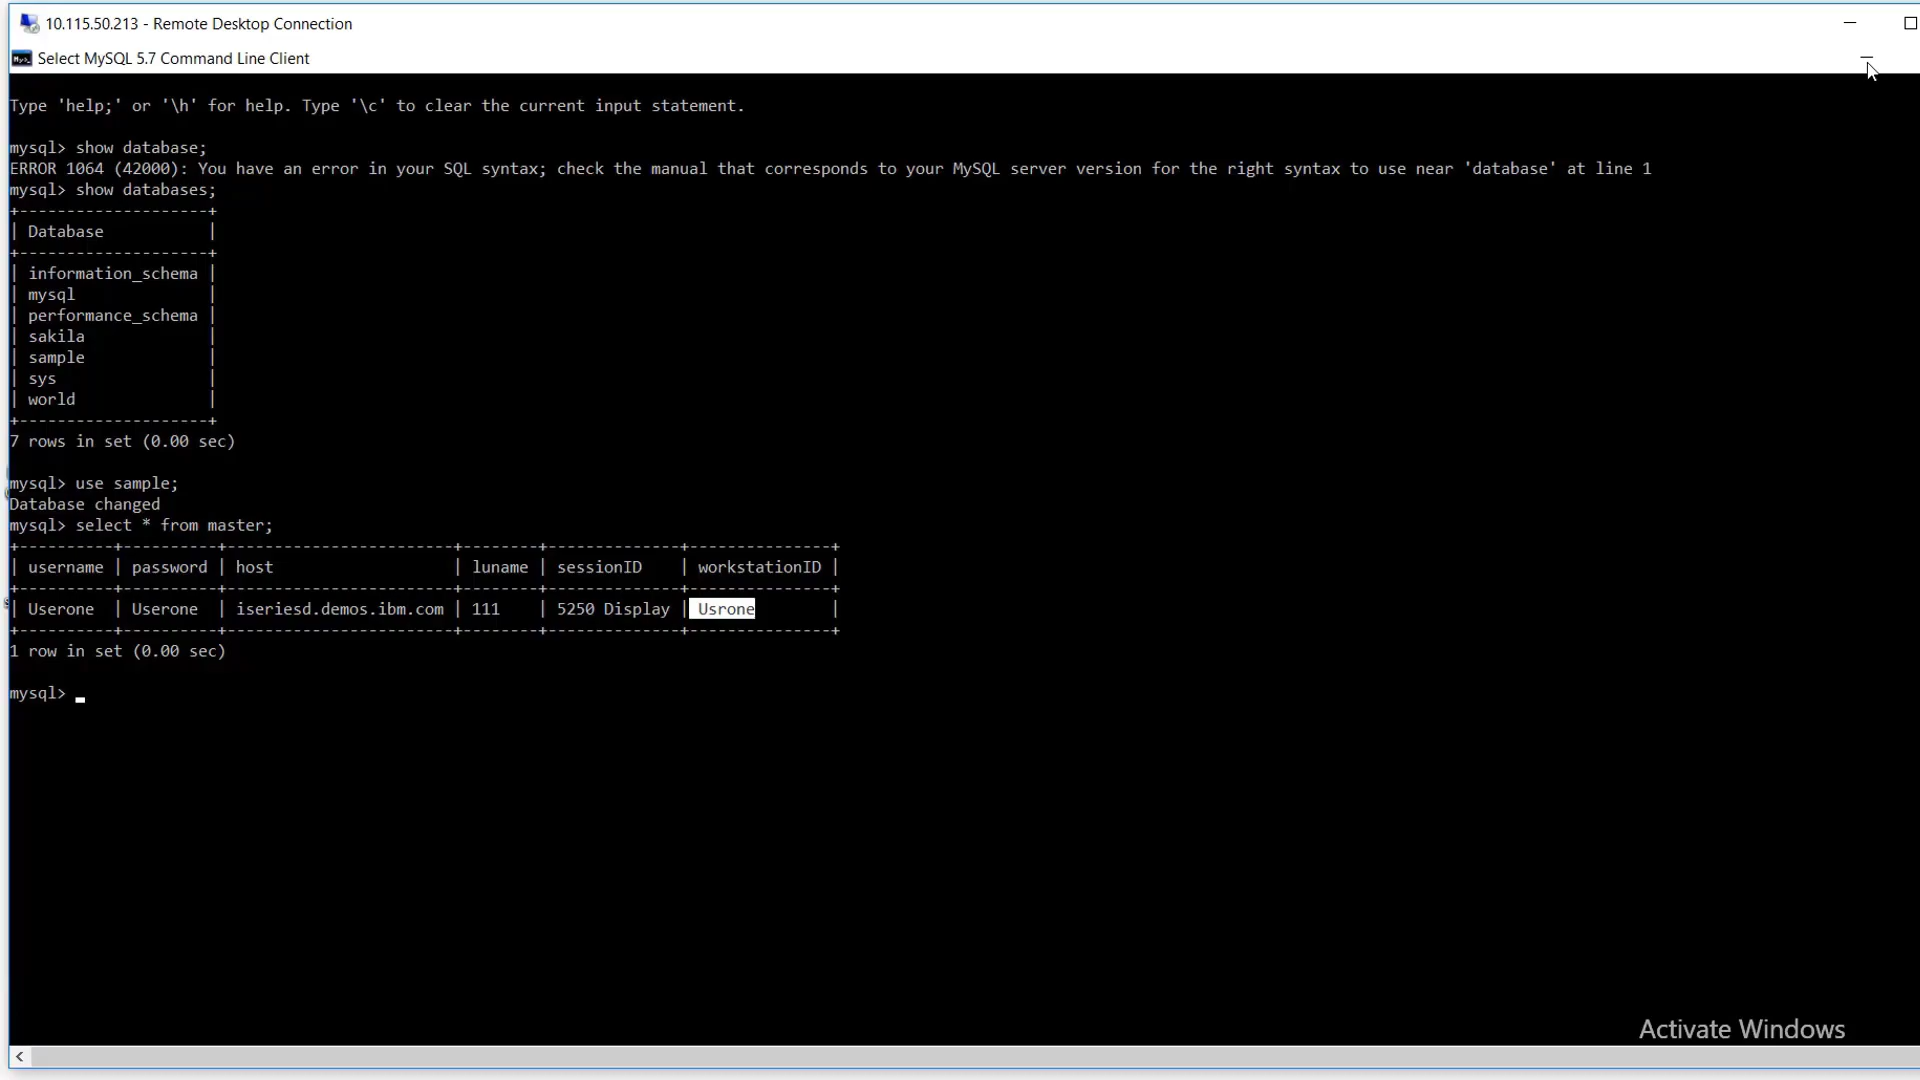 10.115.50.213 - Remote Desktop Connection
Select MySQL 5.7 Command Line Client
Type 'help;' or '\h' for help. Type '\c' to clear the current input statement.
mysql> show database;
ERROR 1064 (42000): You have an error in your SQL syntax; check the manual that corresponds to your MySQL server version for the right syntax to use near 'database' at line 1
mysql> show databases;
+--------------------+
| Database           |
+--------------------+
| information_schema |
| mysql              |
| performance_schema |
| sakila             |
| sample             |
| sys                |
| world              |
+--------------------+
7 rows in set (0.00 sec)
mysql> use sample;
Database changed
mysql> select * from master;
+----------+----------+------------------------+--------+--------------+---------------+
| username | password | host                   | luname | sessionID    | workstationID |
+----------+----------+------------------------+--------+--------------+---------------+
| Userone  | Userone  | iseriesd.demos.ibm.com | 111    | 5250 Display | Usrone        |
+----------+----------+------------------------+--------+--------------+---------------+
1 row in set (0.00 sec)
mysql>
Activate Windows